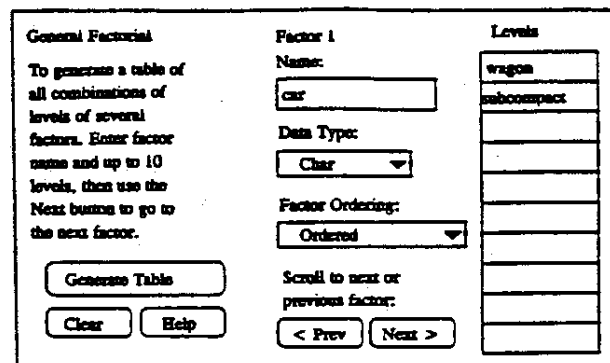 General Factorial
To generate a table of
all combinations of
levels of several
factors. Enter factor
name and up to 10
levels, then use the
Next button to go to
the next factor.
Generate Table
Clear
Help
Factor 1
Name:
car
Data Type:
Char
Factor Ordering:
Ordered
Scroll to next or
previous factor:
< Prev
Next >
Levels
wagon
subcompact